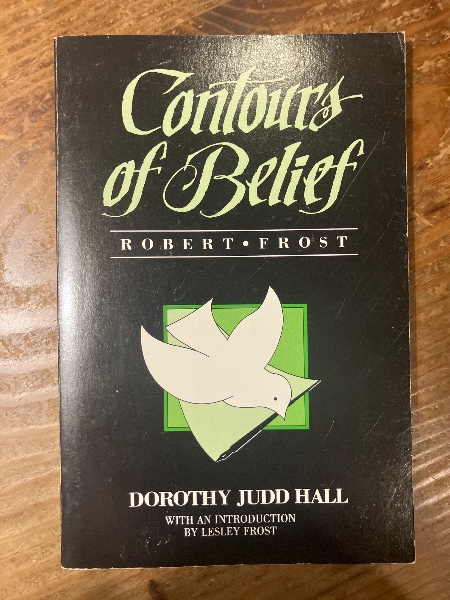 Contours
of Belief
ROBERT • FROST
DOROTHY JUDD HALL
WITH AN INTRODUCTION
BY LESLEY FROST